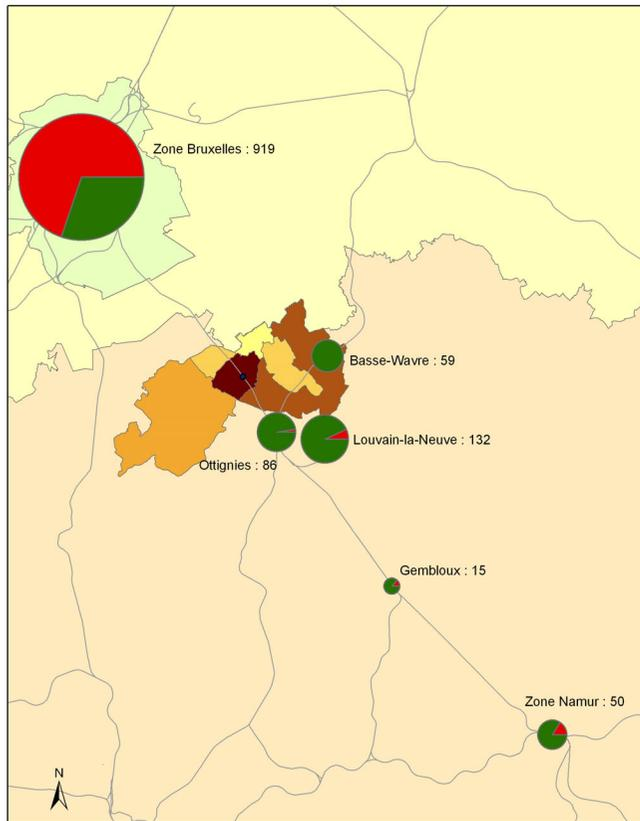 Zone Bruxelles : 919
Basse-Wavre : 59
Louvain-la-Neuve : 132
Ottignies : 86
Gembloux : 15
Zone Namur : 50
N